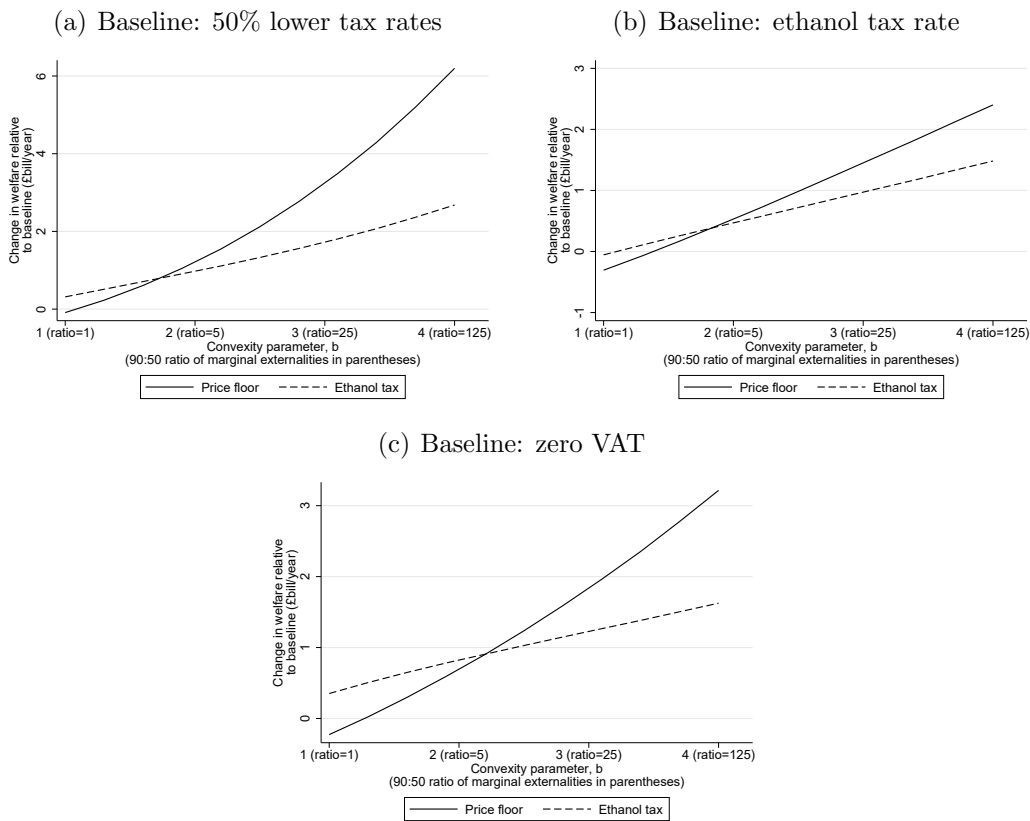 (a) Baseline: 50% lower tax rates
Change in welfare relative
to baseline (£bill/year)
6
4
2
0
1 (ratio=1) 2 (ratio=5) 3 (ratio=25) 4 (ratio=125)
Convexity parameter, b
(90:50 ratio of marginal externalities in parentheses)
Price floor Ethanol tax
(b) Baseline: ethanol tax rate
Change in welfare relative
to baseline (£bill/year)
3
2
1
0
-1
1 (ratio=1) 2 (ratio=5) 3 (ratio=25) 4 (ratio=125)
Convexity parameter, b
(90:50 ratio of marginal externalities in parentheses)
Price floor Ethanol tax
(c) Baseline: zero VAT
Change in welfare relative
to baseline (£bill/year)
3
2
1
0
1 (ratio=1) 2 (ratio=5) 3 (ratio=25) 4 (ratio=125)
Convexity parameter, b
(90:50 ratio of marginal externalities in parentheses)
Price floor Ethanol tax